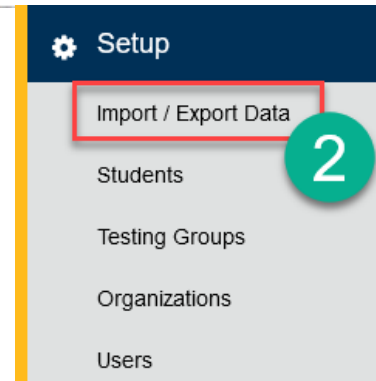 Setup
Import / Export Data
2
Students
Testing Groups
Organizations
Users